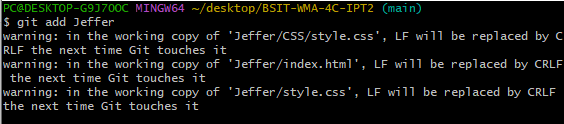 PC@DESKTOP-G9J7OOC MINGW64 ~/desktop/BSIT-WMA-4C-IPT2 (main)
$ git add Jeffer
warning: in the working copy of 'Jeffer/CSS/style.css', LF will be replaced by C
RLF the next time Git touches it
warning: in the working copy of 'Jeffer/index.html', LF will be replaced by CRLF
 the next time Git touches it
warning: in the working copy of 'Jeffer/style.css', LF will be replaced by CRLF
the next time Git touches it